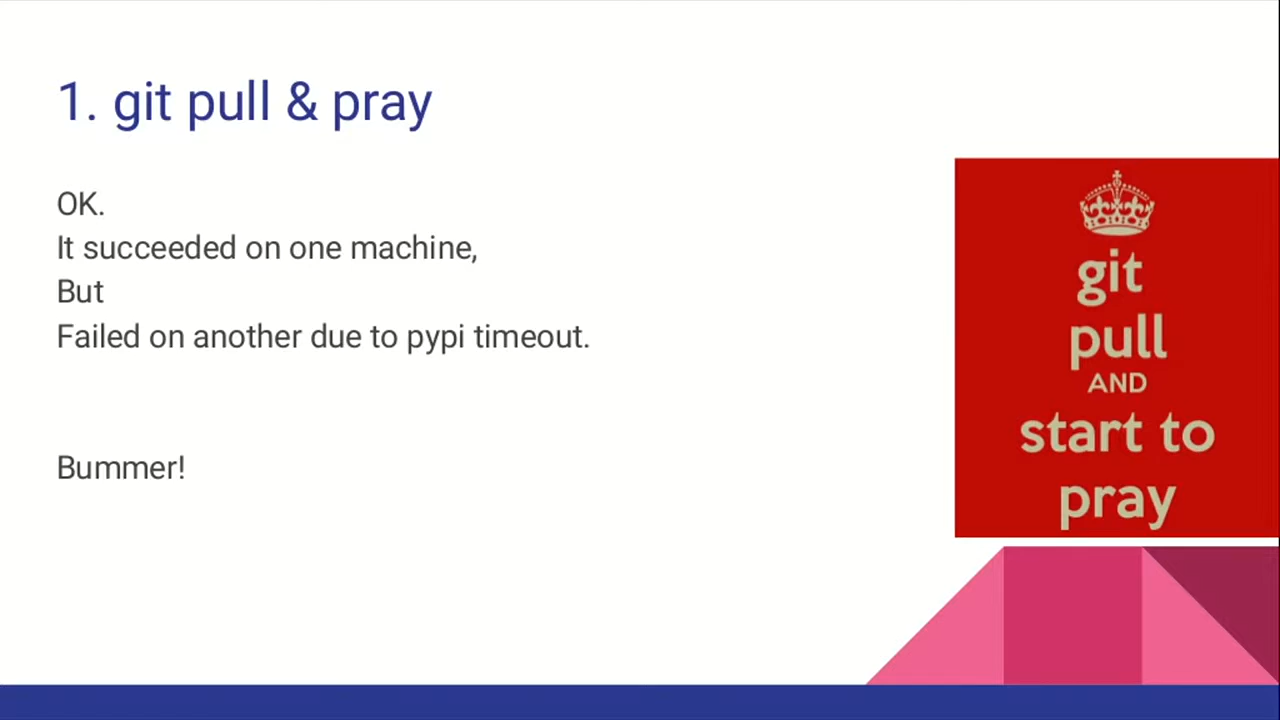 1. git pull & pray
OK.
It succeeded on one machine,
But
Failed on another due to pypi timeout.
Bummer!
git
pull
AND
start to
pray